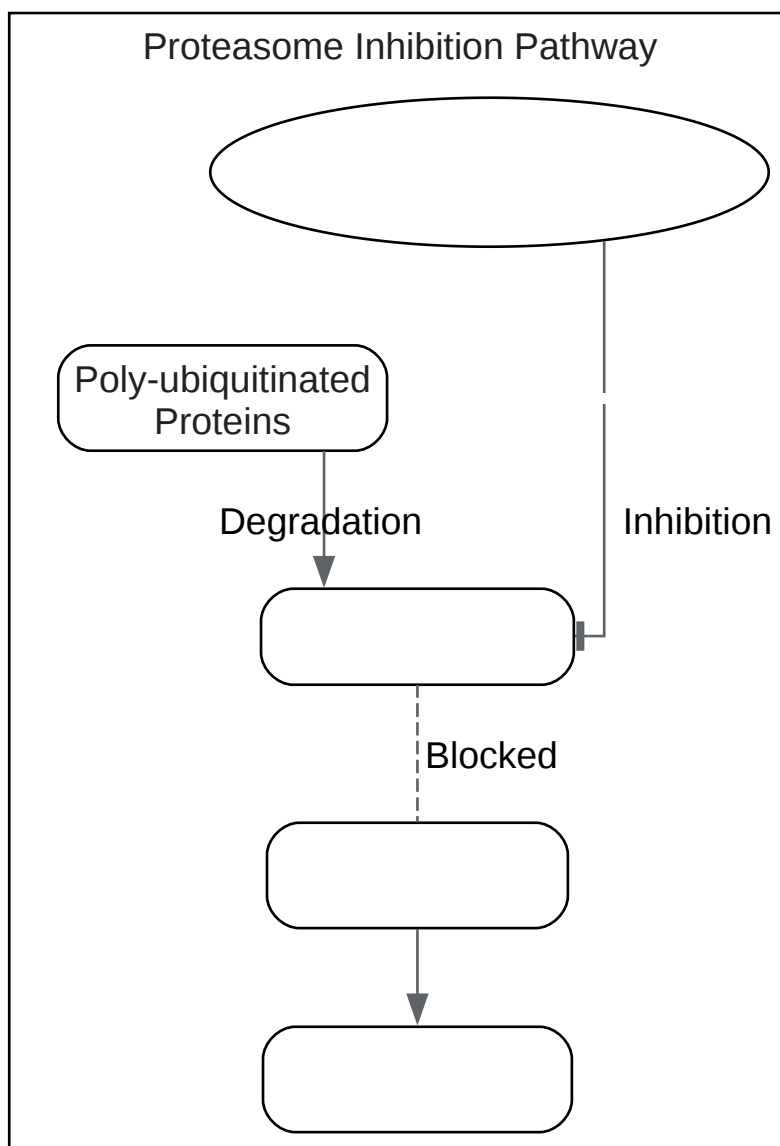 Proteasome Inhibition Pathway
Poly-ubiquitinated
Proteins
Degradation
Inhibition
Blocked